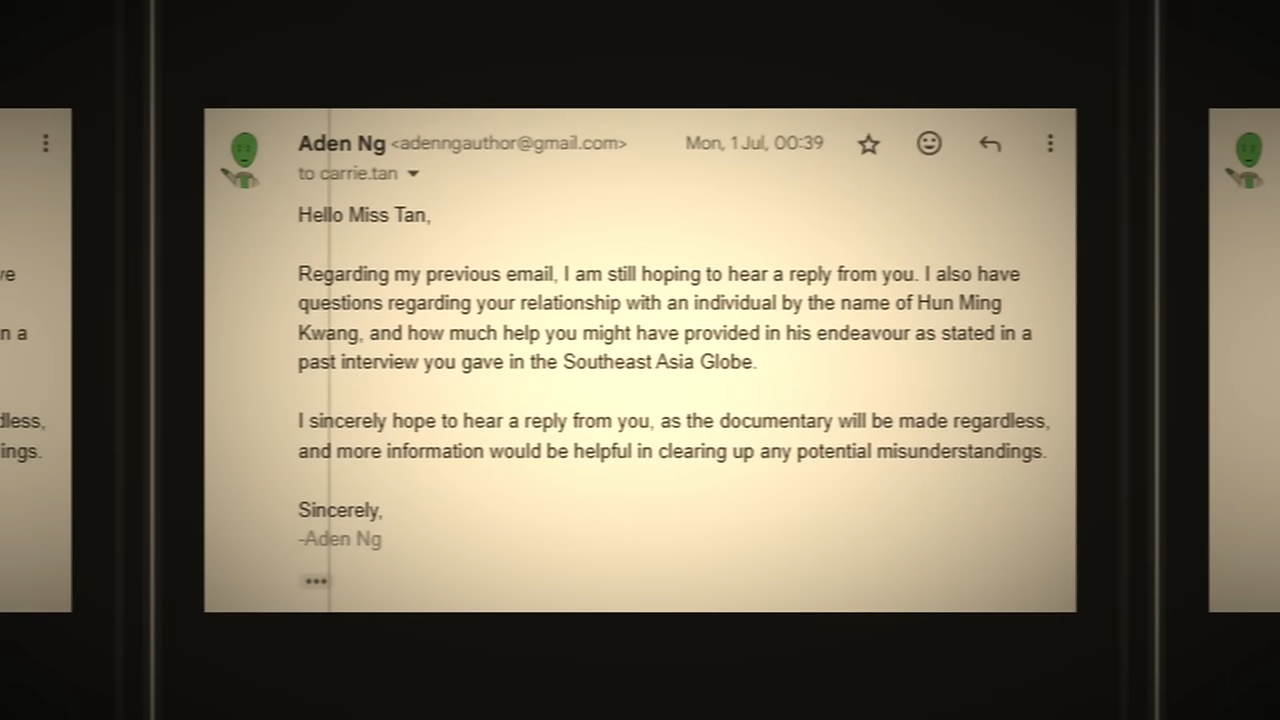 Aden Ng <adenngauthor@gmail.com> Mon, 1 Jul, 00:39
to carrie.tan
Hello Miss Tan,
Regarding my previous email, I am still hoping to hear a reply from you. I also have
questions regarding your relationship with an individual by the name of Hun Ming
Kwang, and how much help you might have provided in his endeavour as stated in a
past interview you gave in the Southeast Asia Globe.
I sincerely hope to hear a reply from you, as the documentary will be made regardless,
and more information would be helpful in clearing up any potential misunderstandings.
Sincerely,
-Aden Ng
n a